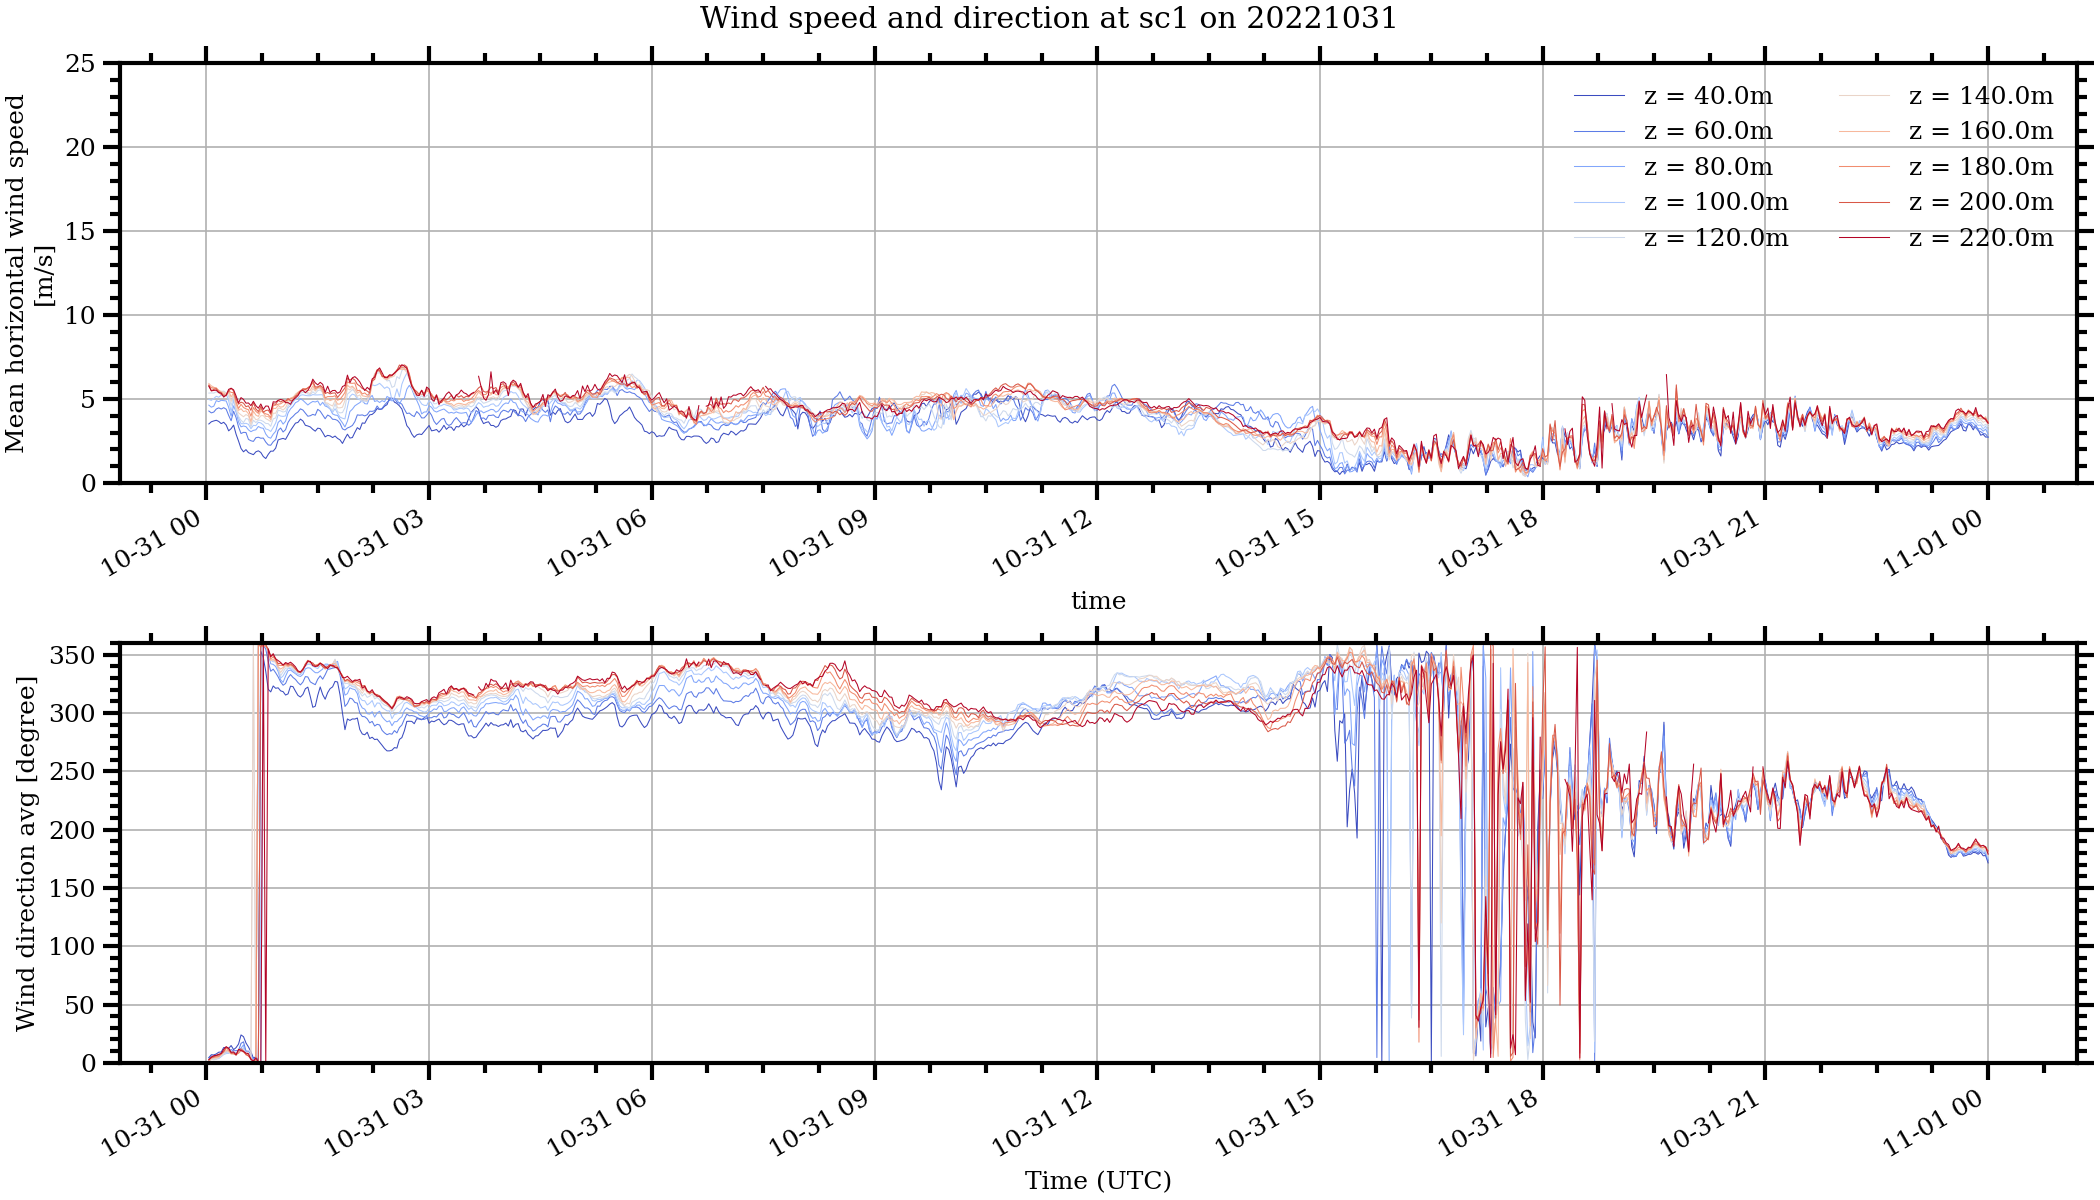 Wind speed and direction at sc1 on 20221031
Mean horizontal wind speed
[m/s]
25
20
15
10
5
0
z = 40.0m
z = 60.0m
z = 80.0m
z = 100.0m
z = 120.0m
z = 140.0m
z = 160.0m
z = 180.0m
z = 200.0m
z = 220.0m
10-31 00
10-31 03
10-31 06
10-31 09
10-31 12
10-31 15
10-31 18
10-31 21
11-01 00
time
Wind direction avg [degree]
350
300
250
200
150
100
50
0
10-31 00
10-31 03
10-31 06
10-31 09
10-31 12
10-31 15
10-31 18
10-31 21
11-01 00
Time (UTC)